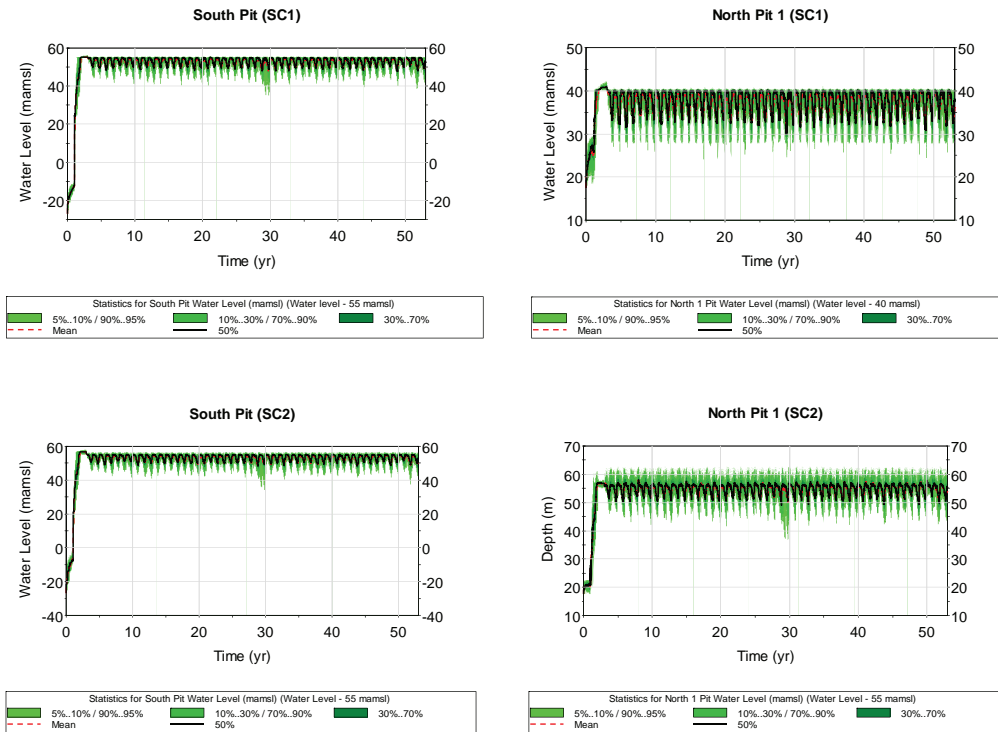 South Pit (SC1)
60
40
20
0
-20
60
40
20
0
-20
Water Level (mamsl)
0 10 20 30 40 50
Time (yr)
Statistics for South Pit Water Level (mamsl) (Water level - 55 mamsl)
5%..10% / 90%..95% 10%..30% / 70%..90% 30%..70%
Mean 50%
North Pit 1 (SC1)
50
40
30
20
10
50
40
30
20
10
Water Level (mamsl)
0 10 20 30 40 50
Time (yr)
Statistics for North 1 Pit Water Level (mamsl) (Water level - 40 mamsl)
5%..10% / 90%..95% 10%..30% / 70%..90% 30%..70%
Mean 50%
South Pit (SC2)
60
40
20
0
-20
-40
60
40
20
0
-20
-40
Water Level (mamsl)
0 10 20 30 40 50
Time (yr)
Statistics for South Pit Water Level (mamsl) (Water Level - 55 mamsl)
5%..10% / 90%..95% 10%..30% / 70%..90% 30%..70%
Mean 50%
North Pit 1 (SC2)
70
60
50
40
30
20
10
70
60
50
40
30
20
10
Depth (m)
0 10 20 30 40 50
Time (yr)
Statistics for North 1 Pit Water Level (mamsl) (Water Level - 55 mamsl)
5%..10% / 90%..95% 10%..30% / 70%..90% 30%..70%
Mean 50%